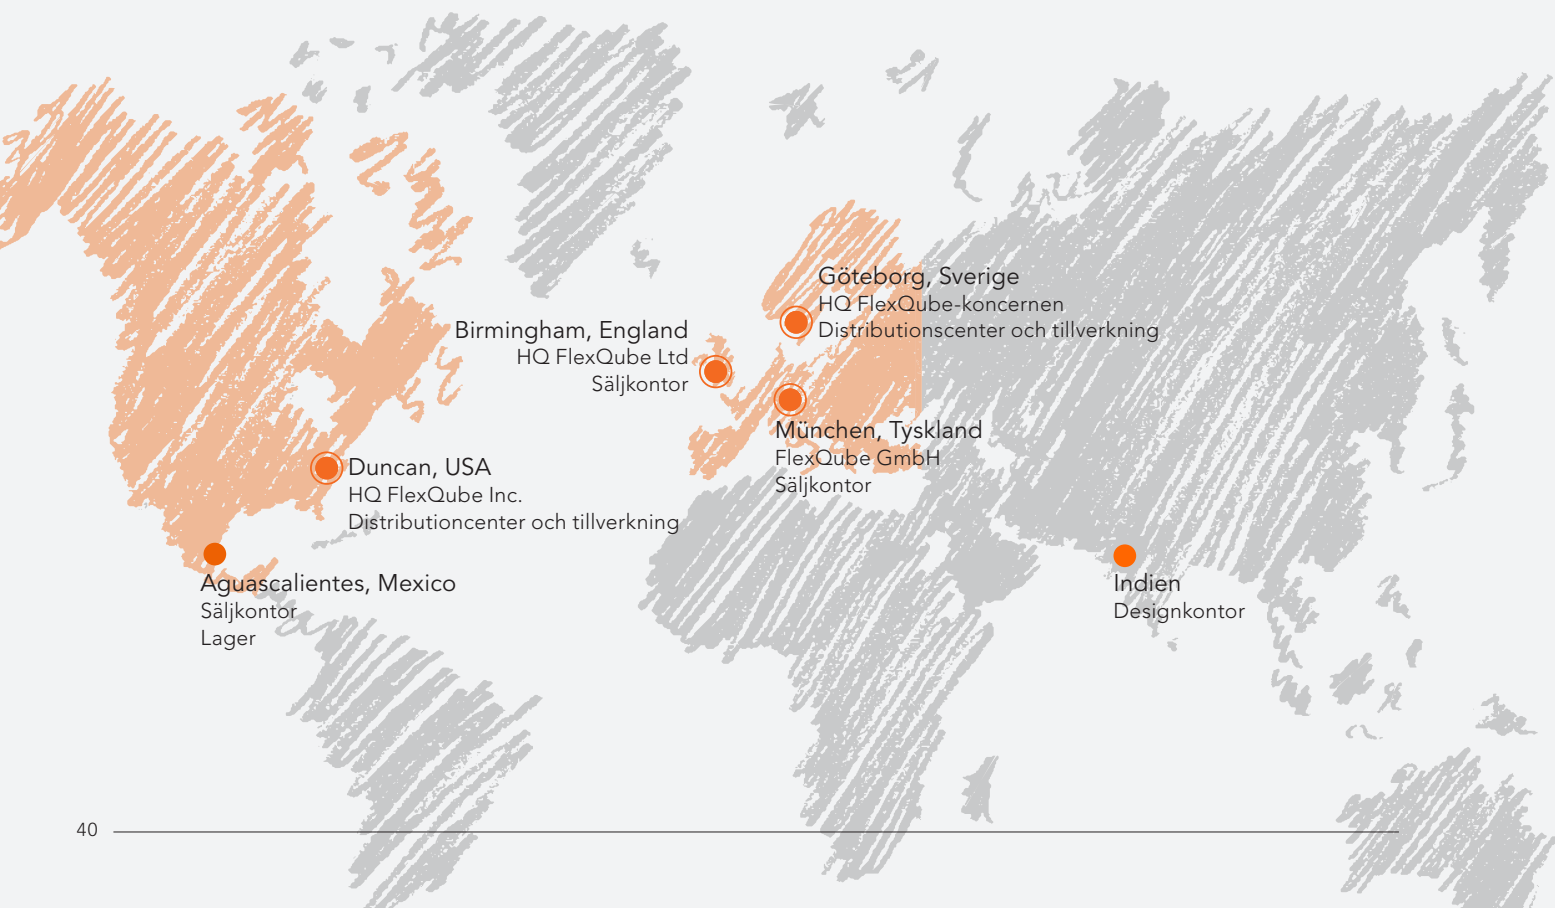 Göteborg, Sverige
HQ FlexQube-koncernen
Distributionscenter och tillverkning
Birmingham, England
HQ FlexQube Ltd
Säljkontor
München, Tyskland
FlexQube GmbH
Säljkontor
Duncan, USA
HQ FlexQube Inc.
Distributioncenter och tillverkning
Aguascalientes, Mexico
Säljkontor
Lager
Indien
Designkontor
40